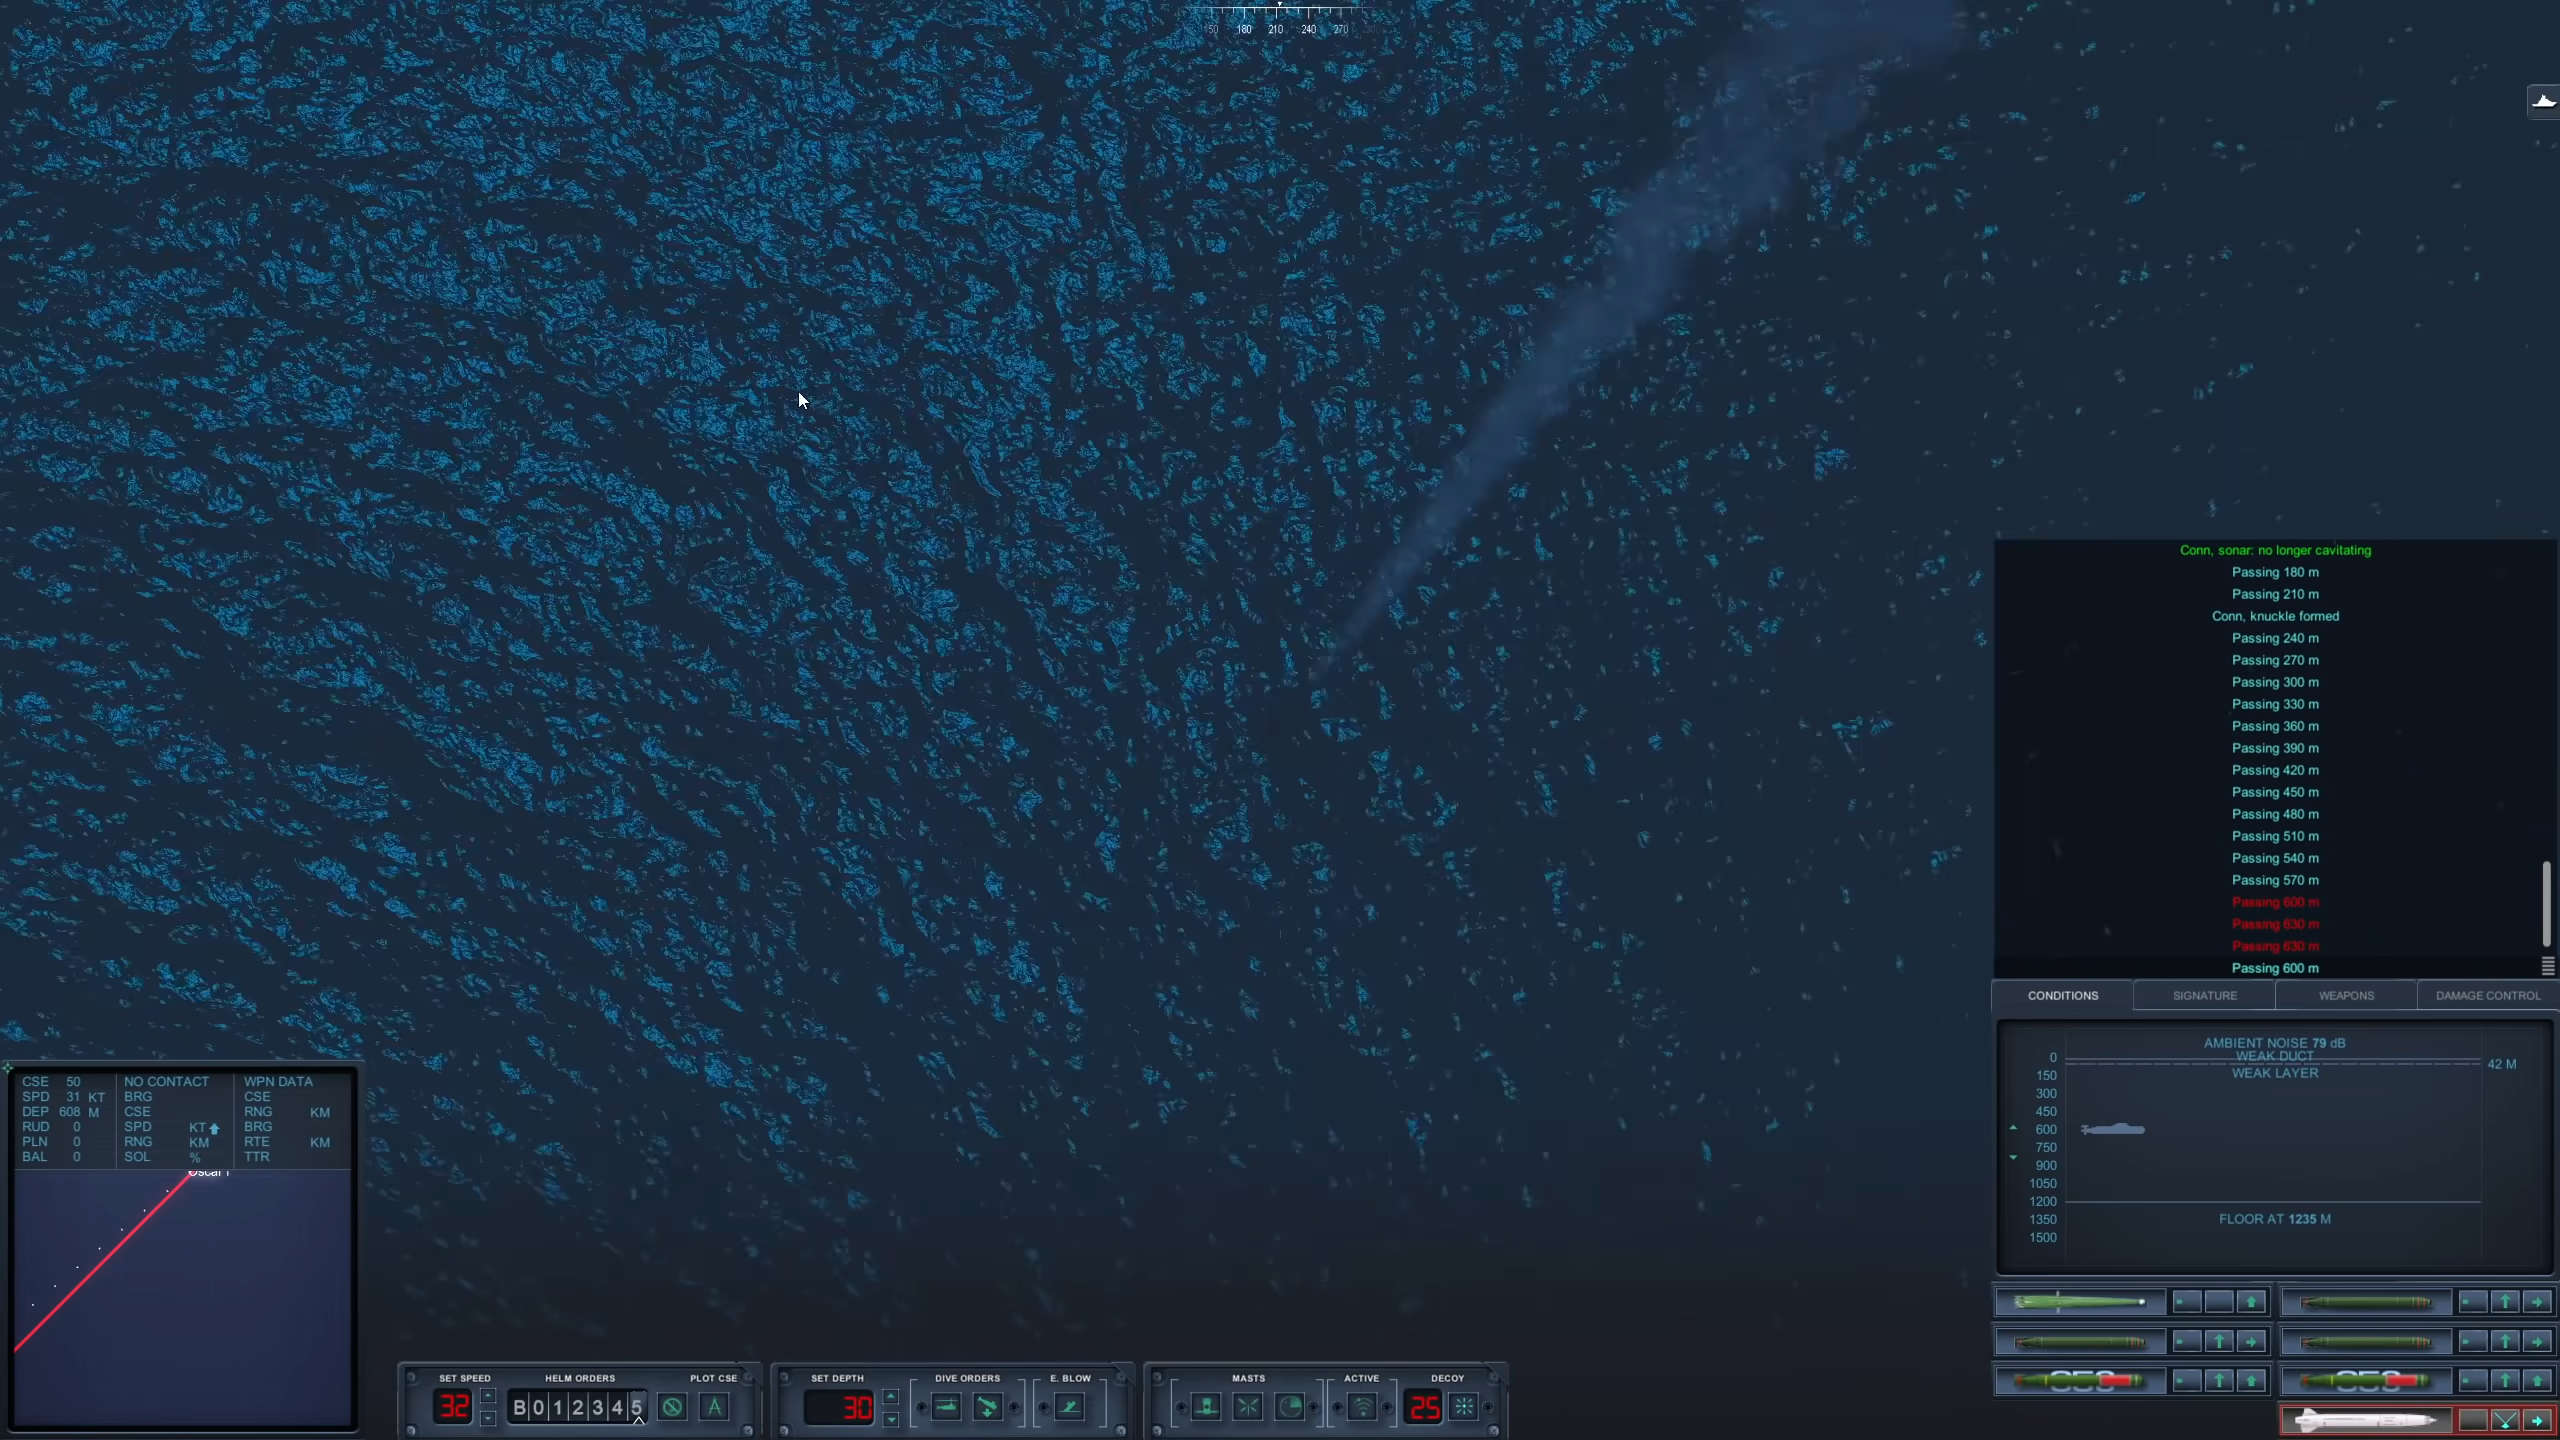 150 180 210 240 270
Conn, sonar: no longer cavitating
Passing 180 m
Passing 210 m
Conn, knuckle formed
Passing 240 m
Passing 270 m
Passing 300 m
Passing 330 m
Passing 360 m
Passing 390 m
Passing 420 m
Passing 450 m
Passing 480 m
Passing 510 m
Passing 540 m
Passing 570 m
Passing 600 m
Passing 630 m
Passing 630 m
Passing 600 m
CONDITIONS SIGNATURE WEAPONS DAMAGE CONTROL
AMBIENT NOISE 79 dB
0 WEAK DUCT
42 M
150 WEAK LAYER
300
450
600
750
900
1050
1200
1350 FLOOR AT 1235 M
1500
CSE 50 NO CONTACT WPN DATA
SPD 31 KT BRG CSE
DEP 608 M CSE RNG KM
RUD 0 SPD KT BRG
PLN 0 RNG KM RTE KM
BAL 0 SOL % TTR
Oscar I
SET SPEED HELM ORDERS PLOT CSE
32 B 0 1 2 3 4 5
SET DEPTH DIVE ORDERS E. BLOW
30
MASTS ACTIVE DECOY
25